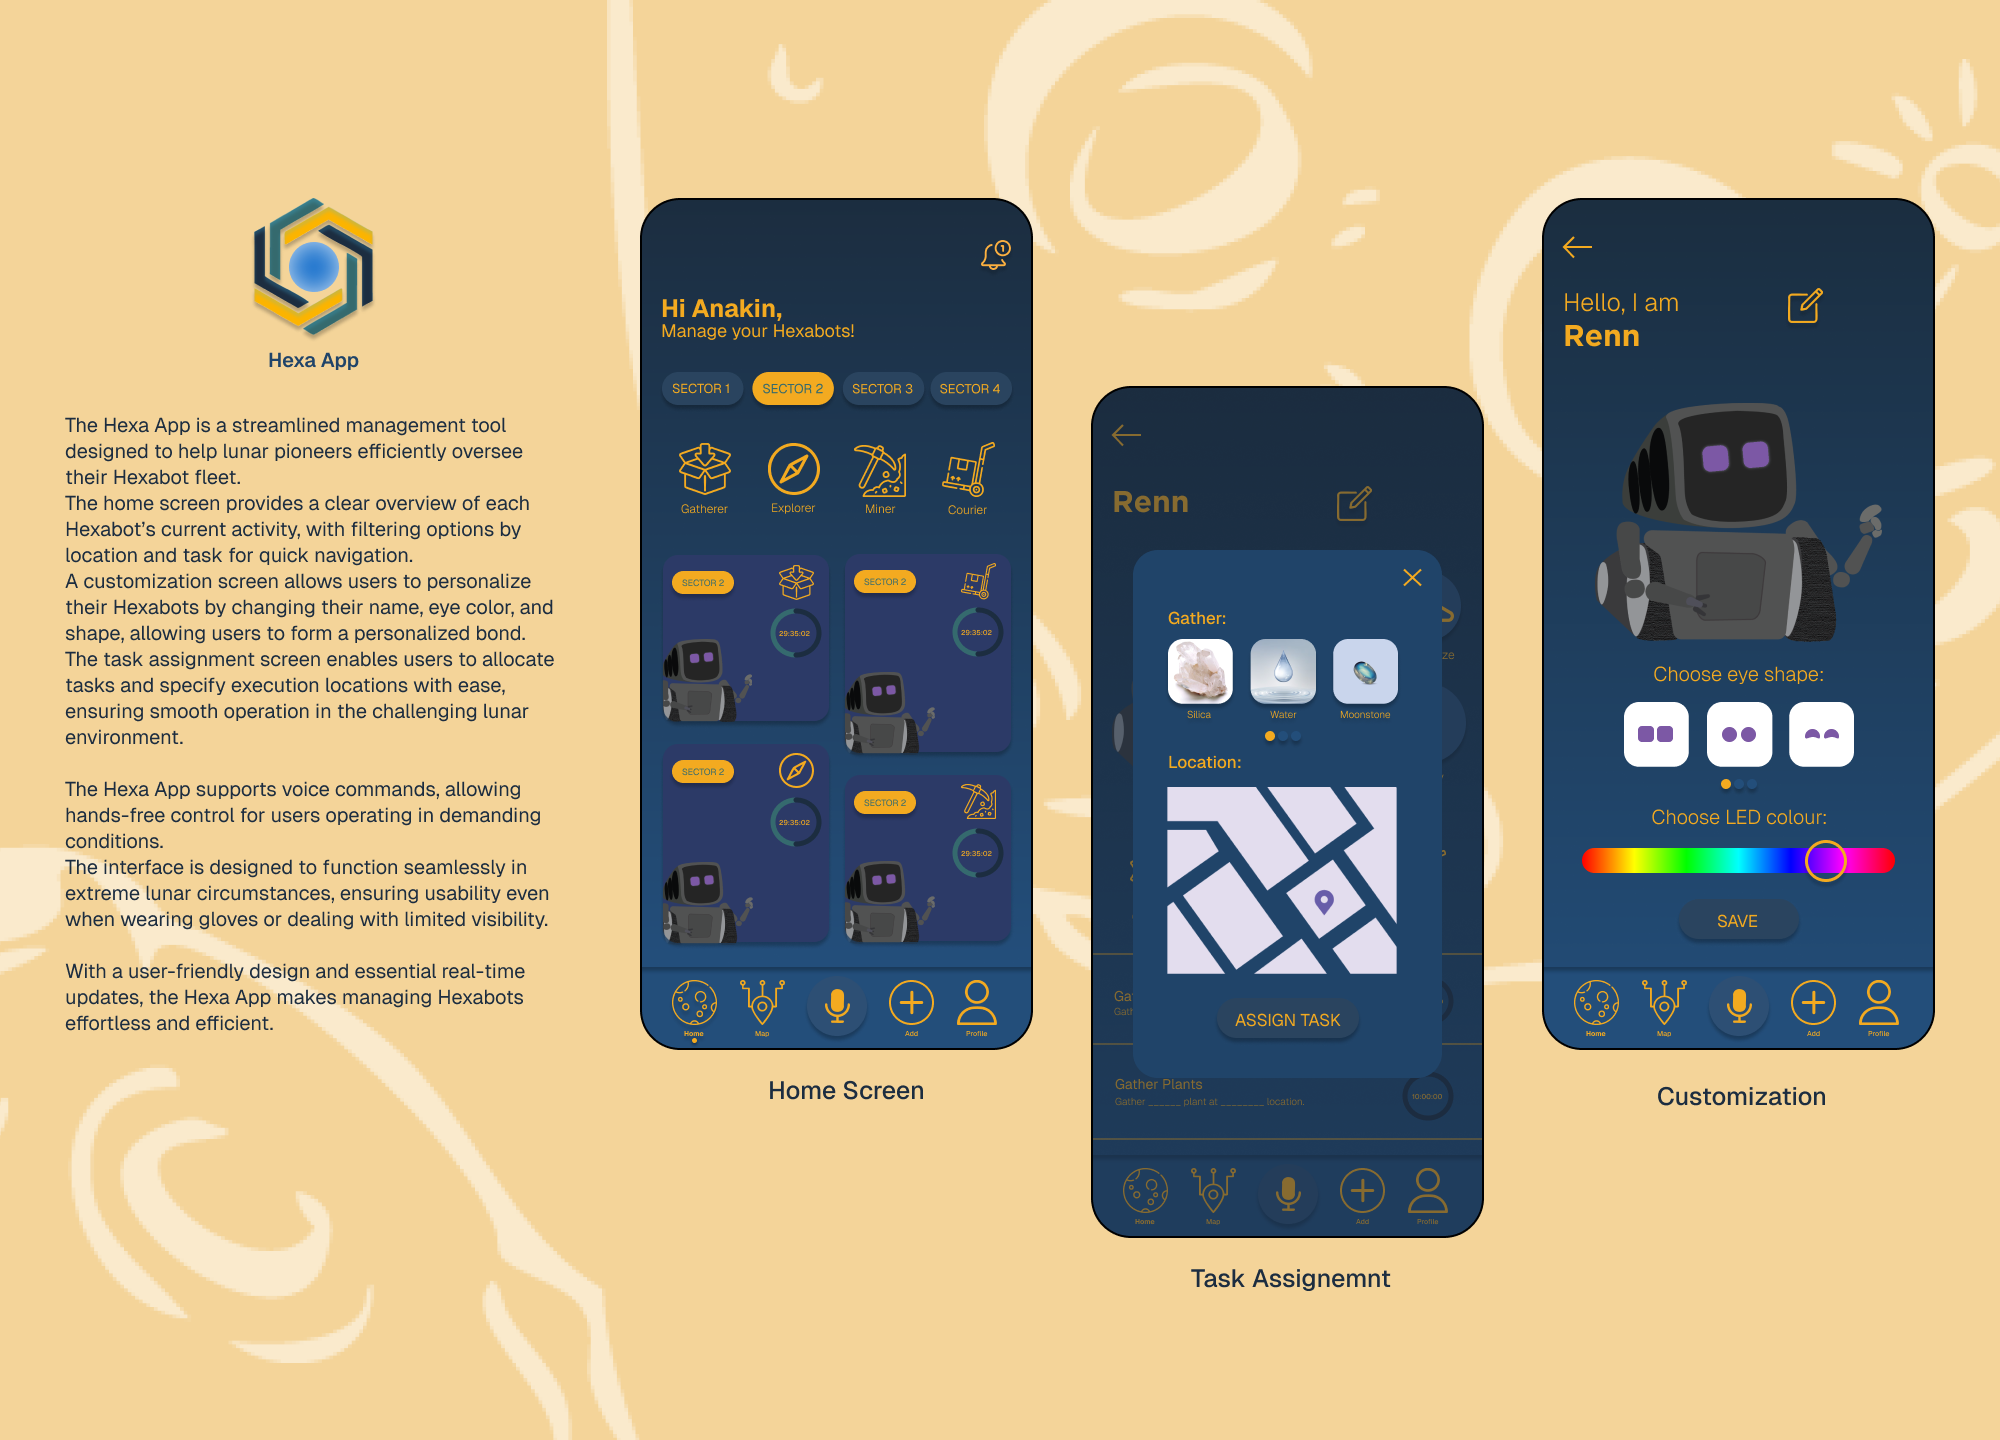 Hexa App
The Hexa App is a streamlined management tool
designed to help lunar pioneers efficiently oversee
their Hexabot fleet.
The home screen provides a clear overview of each
Hexabot’s current activity, with filtering options by
location and task for quick navigation.
A customization screen allows users to personalize
their Hexabots by changing their name, eye color, and
shape, allowing users to form a personalized bond.
The task assignment screen enables users to allocate
tasks and specify execution locations with ease,
ensuring smooth operation in the challenging lunar
environment.
The Hexa App supports voice commands, allowing
hands-free control for users operating in demanding
conditions.
The interface is designed to function seamlessly in
extreme lunar circumstances, ensuring usability even
when wearing gloves or dealing with limited visibility.
With a user-friendly design and essential real-time
updates, the Hexa App makes managing Hexabots
effortless and efficient.
1
Hi Anakin,
Manage your Hexabots!
SECTOR 1 SECTOR 2 SECTOR 3 SECTOR 4
Gatherer Explorer Miner Courier
SECTOR 2
29:35:02
SECTOR 2
29:35:02
SECTOR 2
29:35:02
SECTOR 2
29:35:02
Home Map Add Profile
Home Screen
Renn
Gather:
Silica Water Moonstone
Location:
ASSIGN TASK
ze
Ga
Gat
Gather Plants
Gather ______ plant at ________ location.
10:00:00
Home Map Add Profile
Task Assignemnt
Hello, I am
Renn
Choose eye shape:
Choose LED colour:
SAVE
Home Map Add Profile
Customization